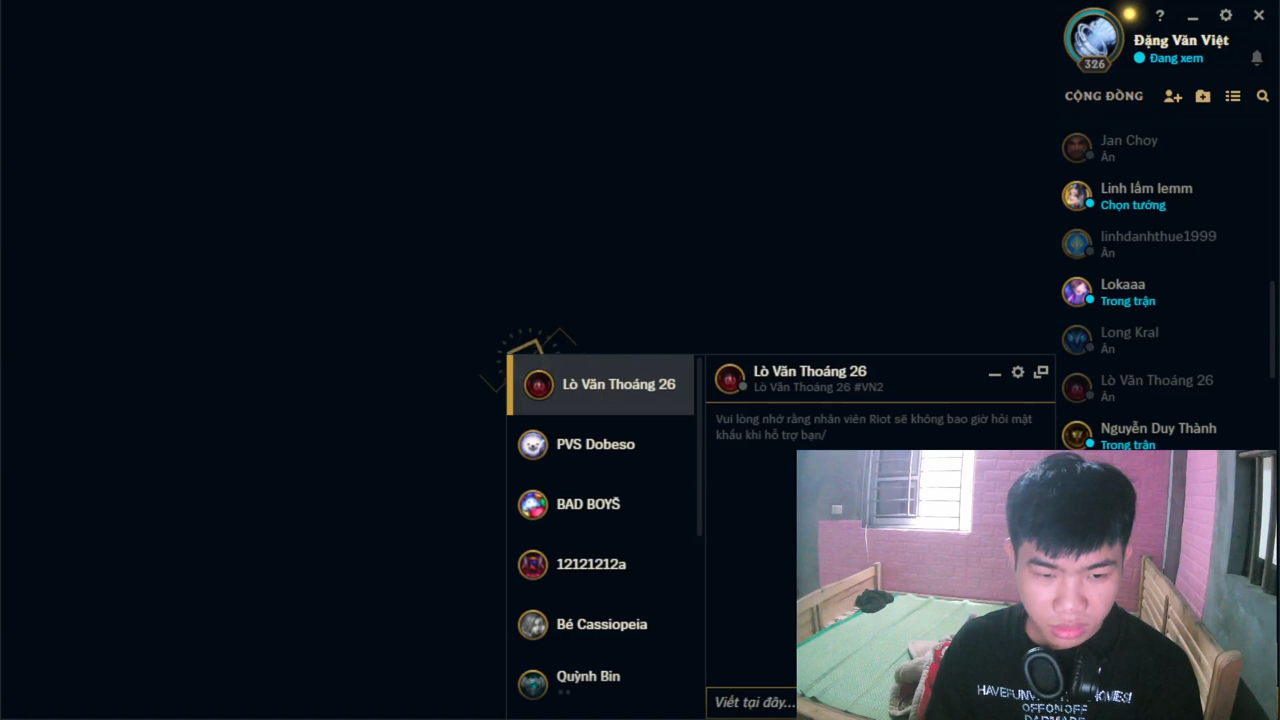 ?
Đặng Văn Việt
326
Đang xem
CỘNG ĐỒNG
Jan Choy
Ẩn
Linh lắm lemm
Chọn tướng
linhdanhthue1999
Ẩn
Lokaaa
Trong trận
Long Kral
Ẩn
Lò Văn Thoáng 26
Ẩn
Nguyễn Duy Thành
Trong trận
Lò Văn Thoáng 26
PVS Dobeso
BAD BOYŠ
12121212a
Bé Cassiopeia
Quỳnh Bin
Lò Văn Thoáng 26
Lò Văn Thoáng 26 #VN2
Vui lòng nhớ rằng nhân viên Riot sẽ không bao giờ hỏi mật
khẩu khi hỗ trợ bạn/
Viết tại đây...
OFFONOFF